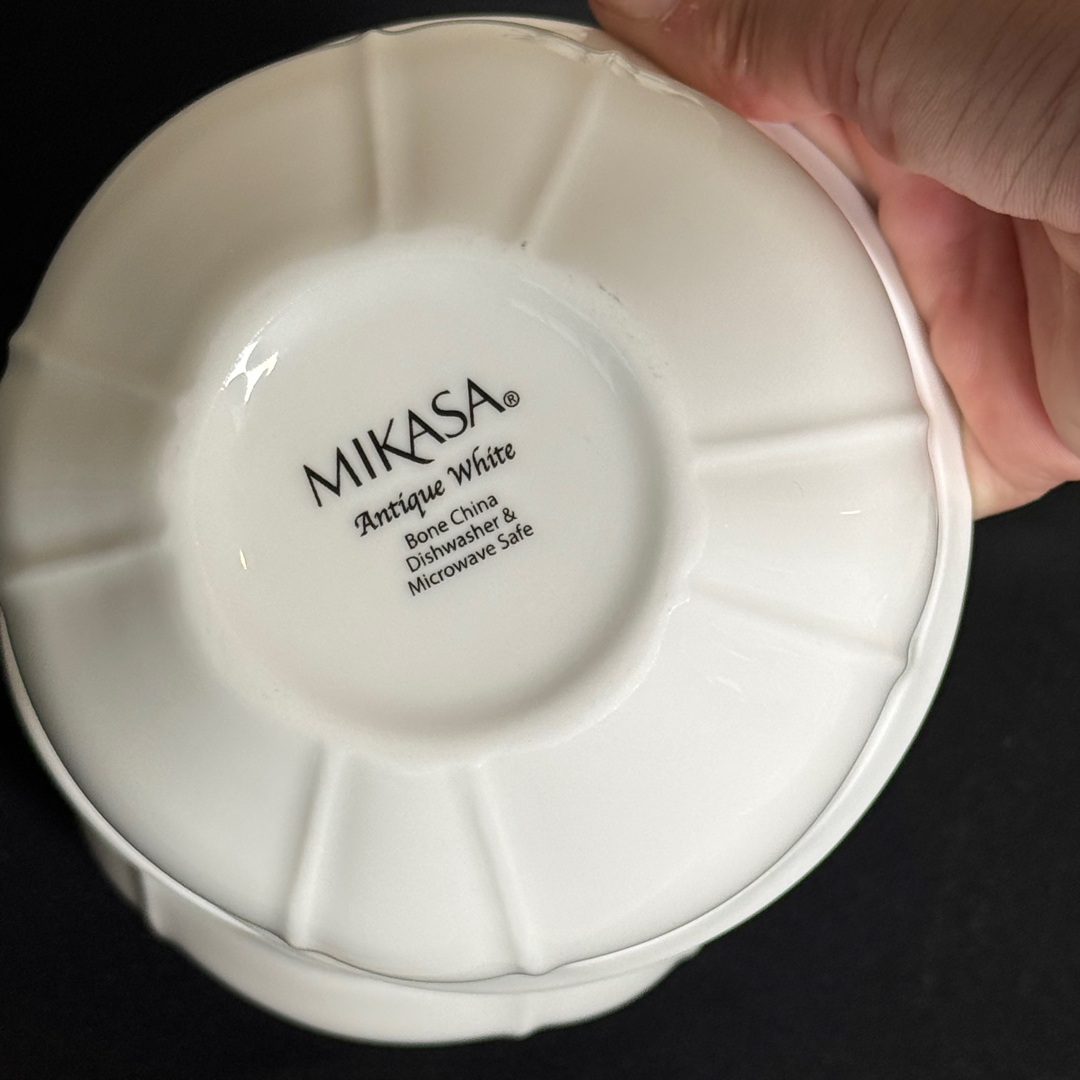 MIKASA®
Antique White
Bone China
Dishwasher &
Microwave Safe